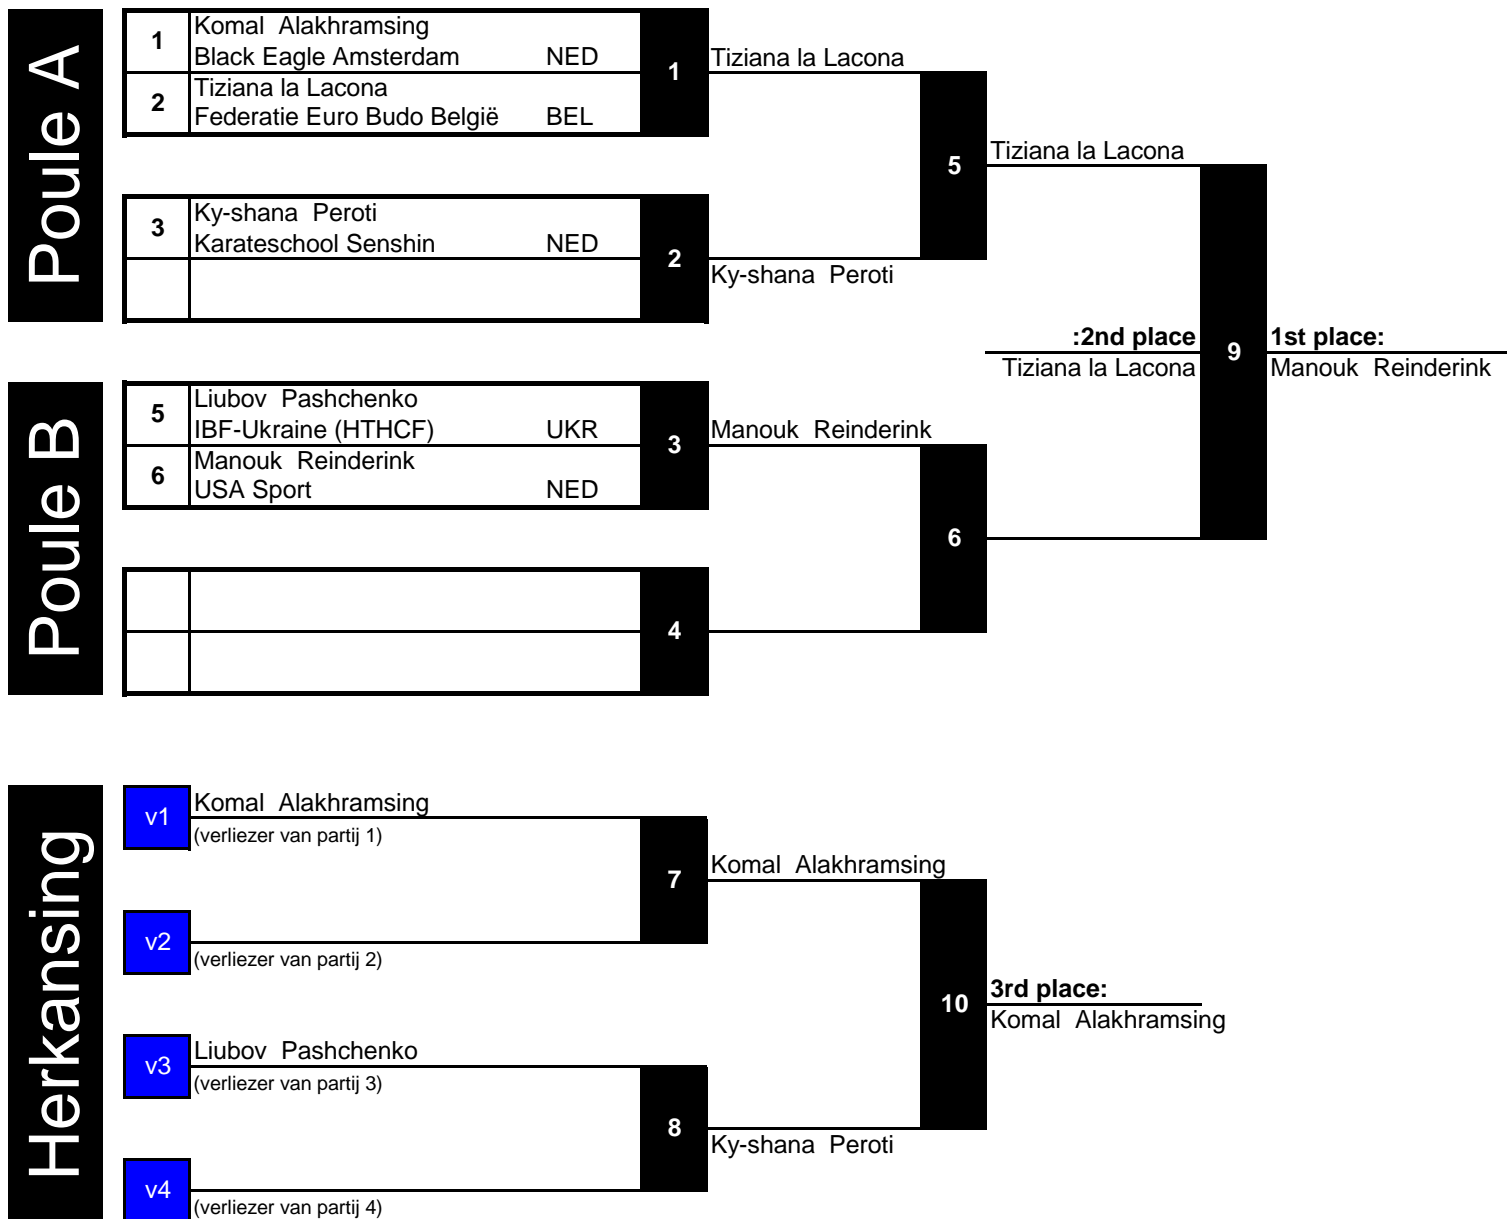 Poule A
1
Komal Alakhramsing
Black Eagle Amsterdam NED
2
Tiziana la Lacona
Federatie Euro Budo België BEL
1
Tiziana la Lacona
3
Ky-shana Peroti
Karateschool Senshin NED
2
Ky-shana Peroti
5
Tiziana la Lacona
:2nd place
Tiziana la Lacona
9
1st place:
Manouk Reinderink
Poule B
5
Liubov Pashchenko
IBF-Ukraine (HTHCF) UKR
6
Manouk Reinderink
USA Sport NED
3
Manouk Reinderink
6
4
Herkansing
v1
Komal Alakhramsing
(verliezer van partij 1)
v2
(verliezer van partij 2)
7
Komal Alakhramsing
v3
Liubov Pashchenko
(verliezer van partij 3)
v4
(verliezer van partij 4)
8
Ky-shana Peroti
10
3rd place:
Komal Alakhramsing